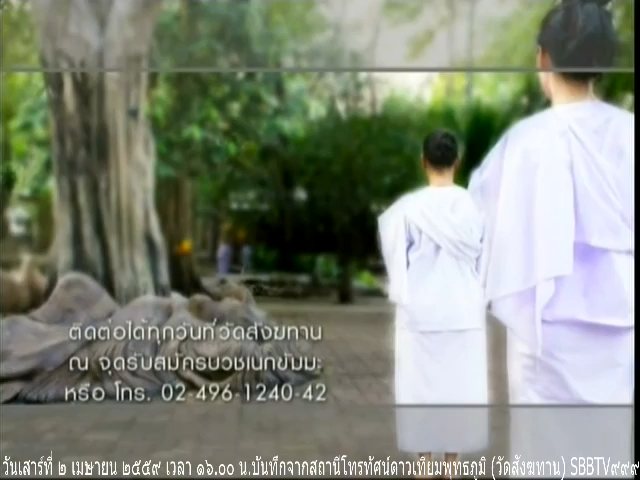 ติดต่อได้ทุกวันที่วัดสังฆทาน
ณ จุดรับสมัครบวชเนกขัมมะ
หรือ โทร. 02-496-1240-42
วันเสาร์ที่ ๒ เมษายน ๒๕๕๙ เวลา ๑๖.๐๐ น.บันทึกจากสถานีโทรทัศน์ดาวเทียมพุทธภูมิ (วัดสังฆทาน) SBBTV๙๙๙